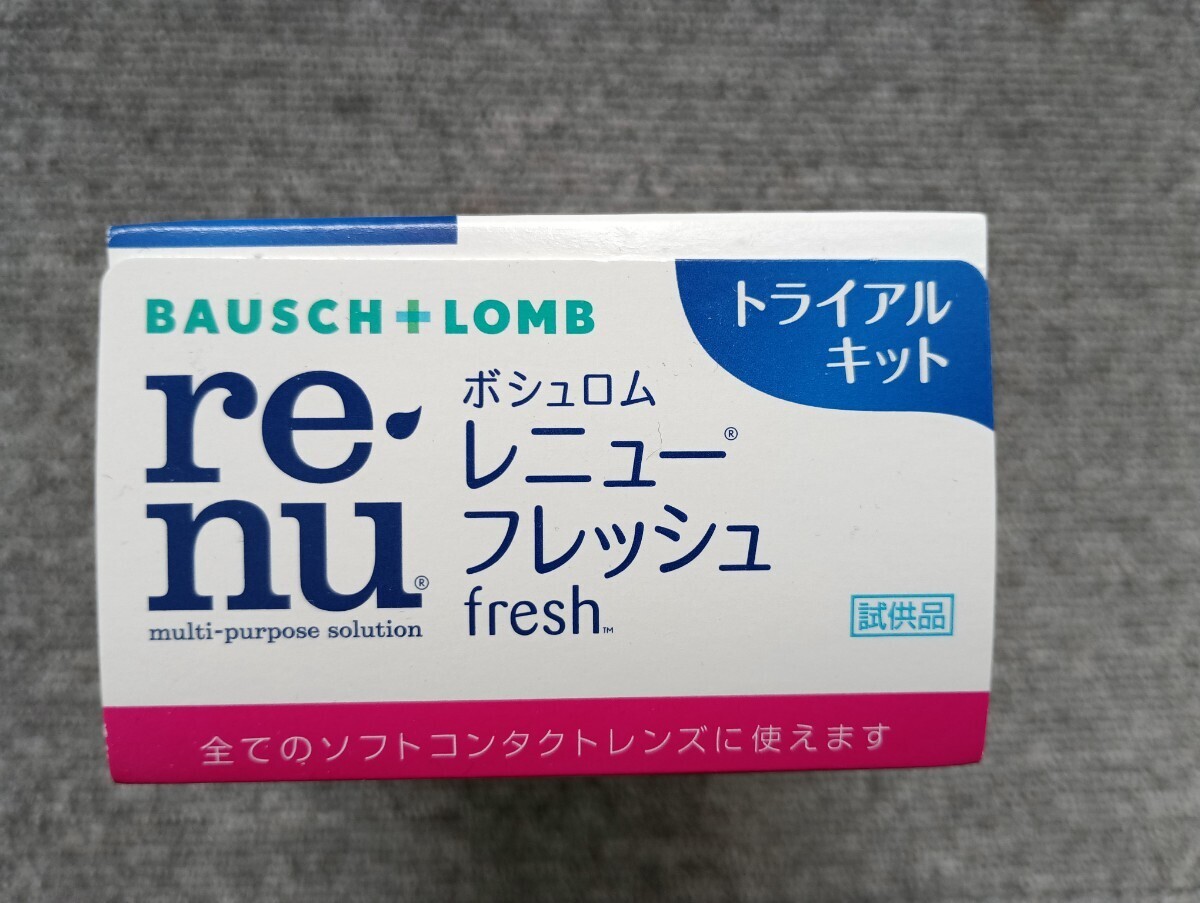 BAUSCH+LOMB
トライアル
キット
re
nu®
multi-purpose solution
ボシュロム
レニュー®
フレッシュ
fresh™
試供品
全てのソフトコンタクトレンズに使えます